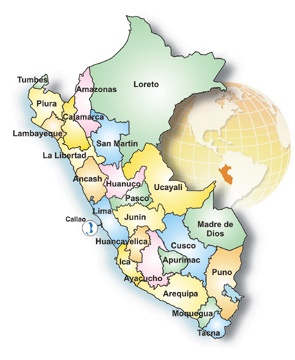 Tumbes
Amazonas
Loreto
Piura
Cajamarca
Lambayeque
San Martin
La Libertad
Ancash
Huanuco
Ucayali
Pasco
Callao
Lima
Junin
Madre de
Dios
Huancavelica
Cusco
Ica
Apurimac
Puno
Ayacucho
Arequipa
Moquegua
Tacna